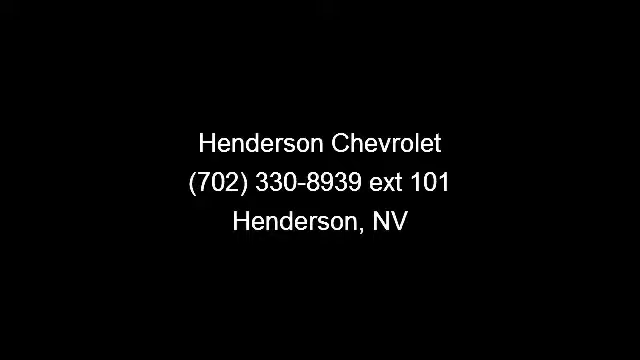 Henderson Chevrolet
(702) 330-8939 ext 101
Henderson, NV